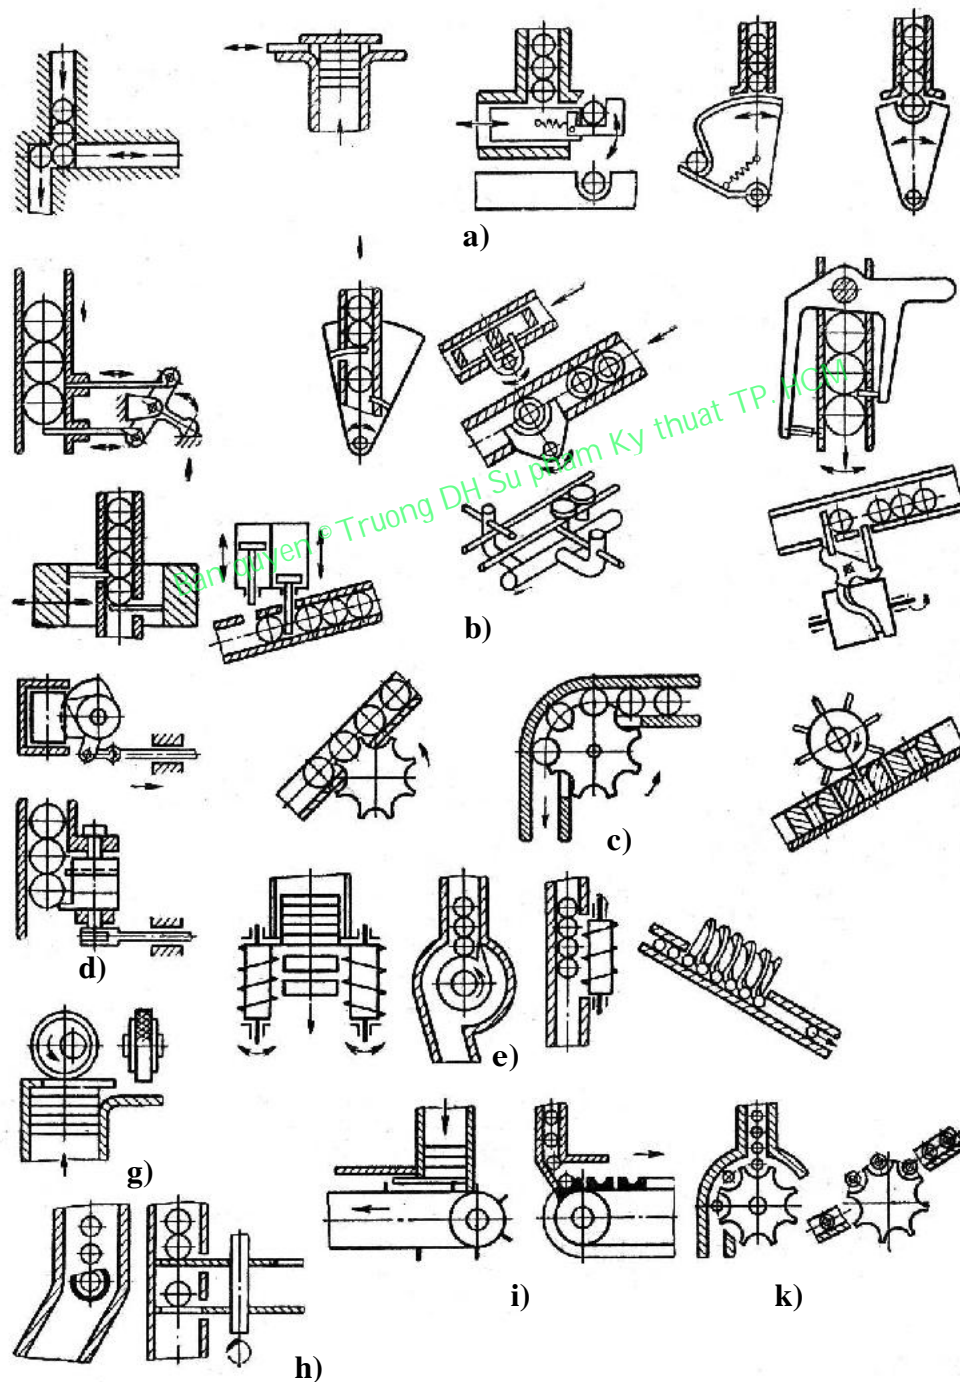 a)
Ban quyen © Truong DH Su pham Ky thuat TP. HCM
b)
c)
d)
e)
g)
i)
k)
h)